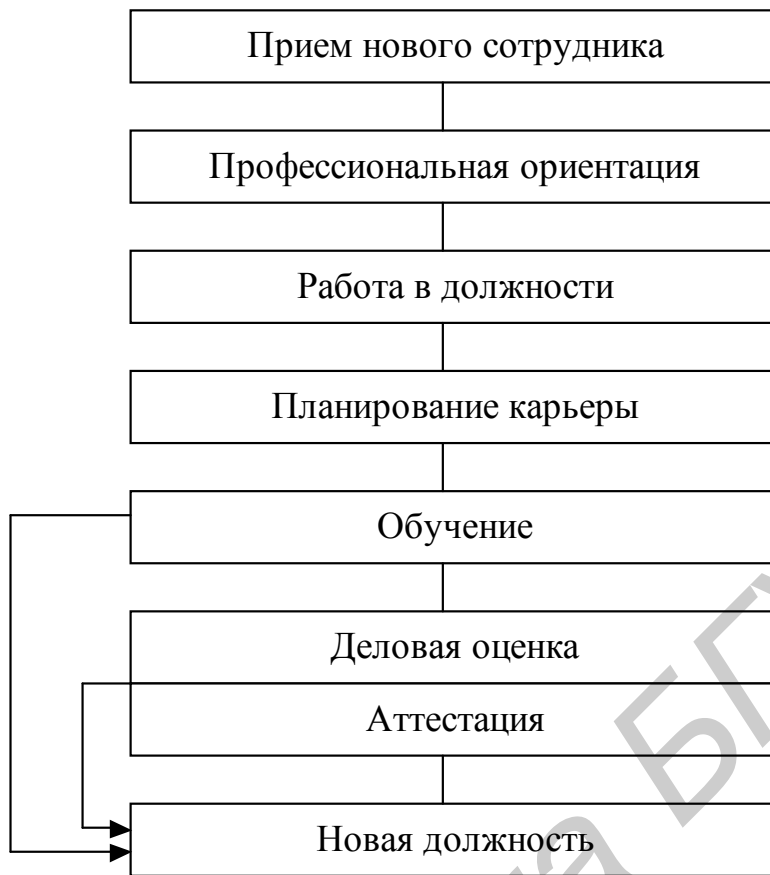 Прием нового сотрудника
Профессиональная ориентация
Работа в должности
Планирование карьеры
Обучение
Деловая оценка
Аттестация
Новая должность